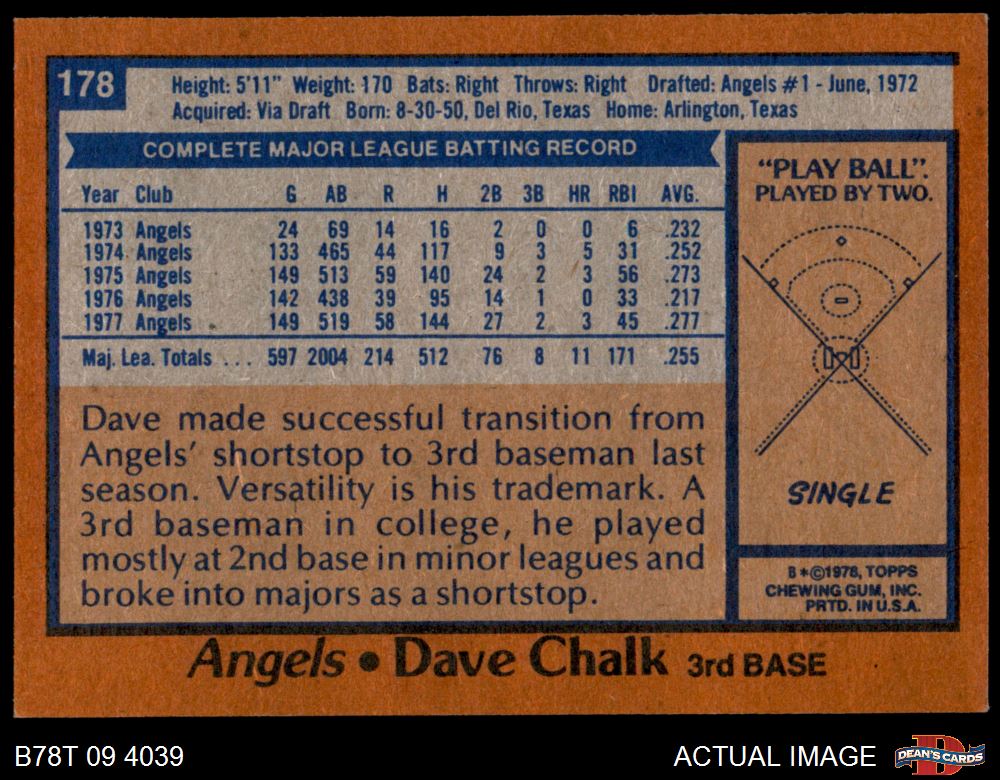 178
Height: 5'11" Weight: 170 Bats: Right Throws: Right Drafted: Angels #1 - June, 1972
Acquired: Via Draft Born: 8-30-50, Del Rio, Texas Home: Arlington, Texas
COMPLETE MAJOR LEAGUE BATTING RECORD
Year Club G AB R H 2B 3B HR RBI AVG.
1973 Angels 24 69 14 16 2 0 0 6 .232
1974 Angels 133 465 44 117 9 3 5 31 .252
1975 Angels 149 513 59 140 24 2 3 56 .273
1976 Angels 142 438 39 95 14 1 0 33 .217
1977 Angels 149 519 58 144 27 2 3 45 .277
Maj. Lea. Totals . . . 597 2004 214 512 76 8 11 171 .255
Dave made successful transition from
Angels' shortstop to 3rd baseman last
season. Versatility is his trademark. A
3rd baseman in college, he played
mostly at 2nd base in minor leagues and
broke into majors as a shortstop.
"PLAY BALL".
PLAYED BY TWO.
SINGLE
B*©1978, TOPPS
CHEWING GUM, INC.
PRTD. IN U.S.A.
Angels • Dave Chalk 3rd BASE
B78T 09 4039
ACTUAL IMAGE
DEAN'S CARDS